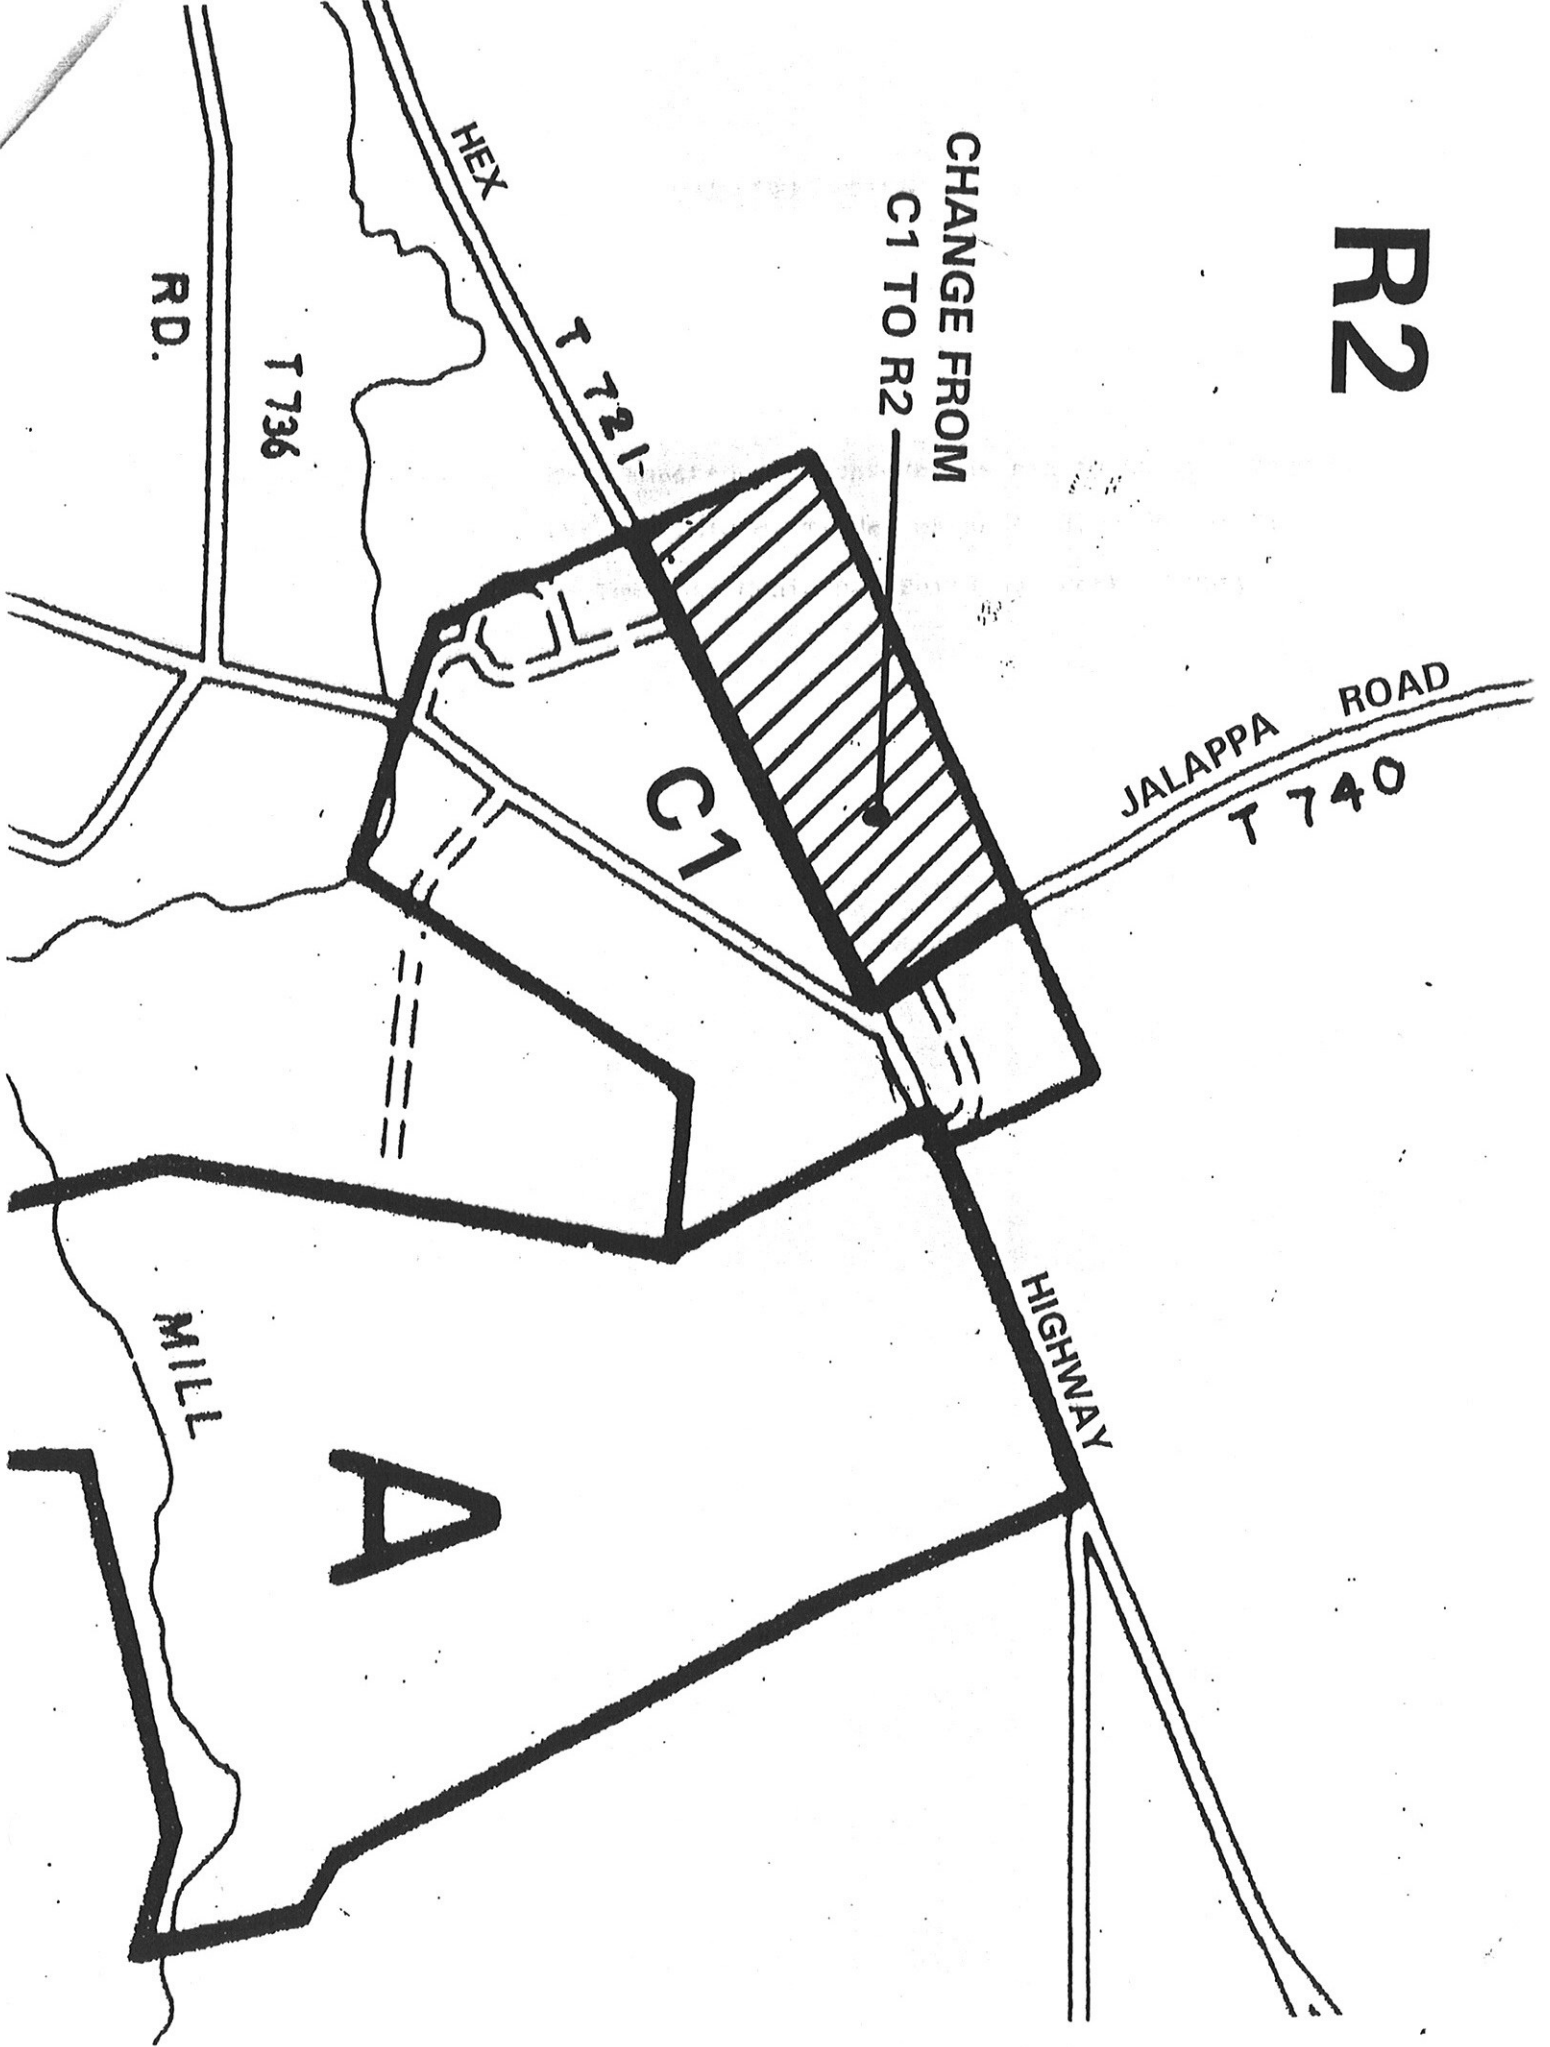 R2
CHANGE FROM
C1 TO R2
JALAPPA ROAD
T 740
HEX
T 721
C1
HIGHWAY
T 736
RD.
MILL
A